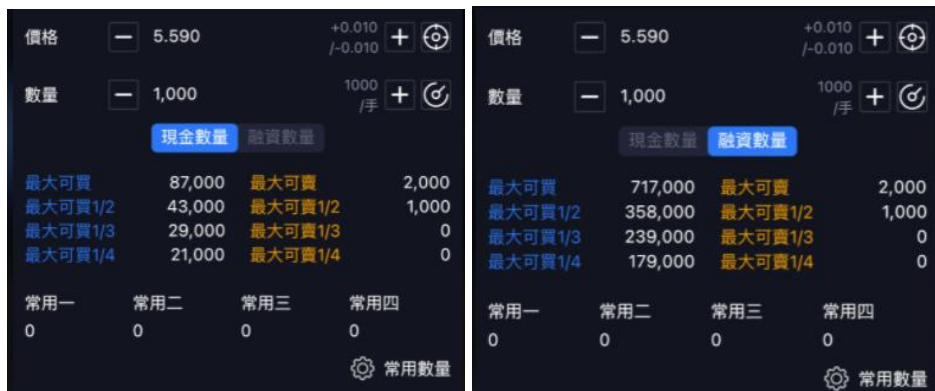 價格 5.590 +0.010 /-0.010
數量 1,000 1000 /手
現金數量 融資數量
最大可買 87,000 最大可賣 2,000
最大可買1/2 43,000 最大可賣1/2 1,000
最大可買1/3 29,000 最大可賣1/3 0
最大可買1/4 21,000 最大可賣1/4 0
常用一 常用二 常用三 常用四
0 0 0 0
常用數量
價格 5.590 +0.010 /-0.010
數量 1,000 1000 /手
現金數量 融資數量
最大可買 717,000 最大可賣 2,000
最大可買1/2 358,000 最大可賣1/2 1,000
最大可買1/3 239,000 最大可賣1/3 0
最大可買1/4 179,000 最大可賣1/4 0
常用一 常用二 常用三 常用四
0 0 0 0
常用數量